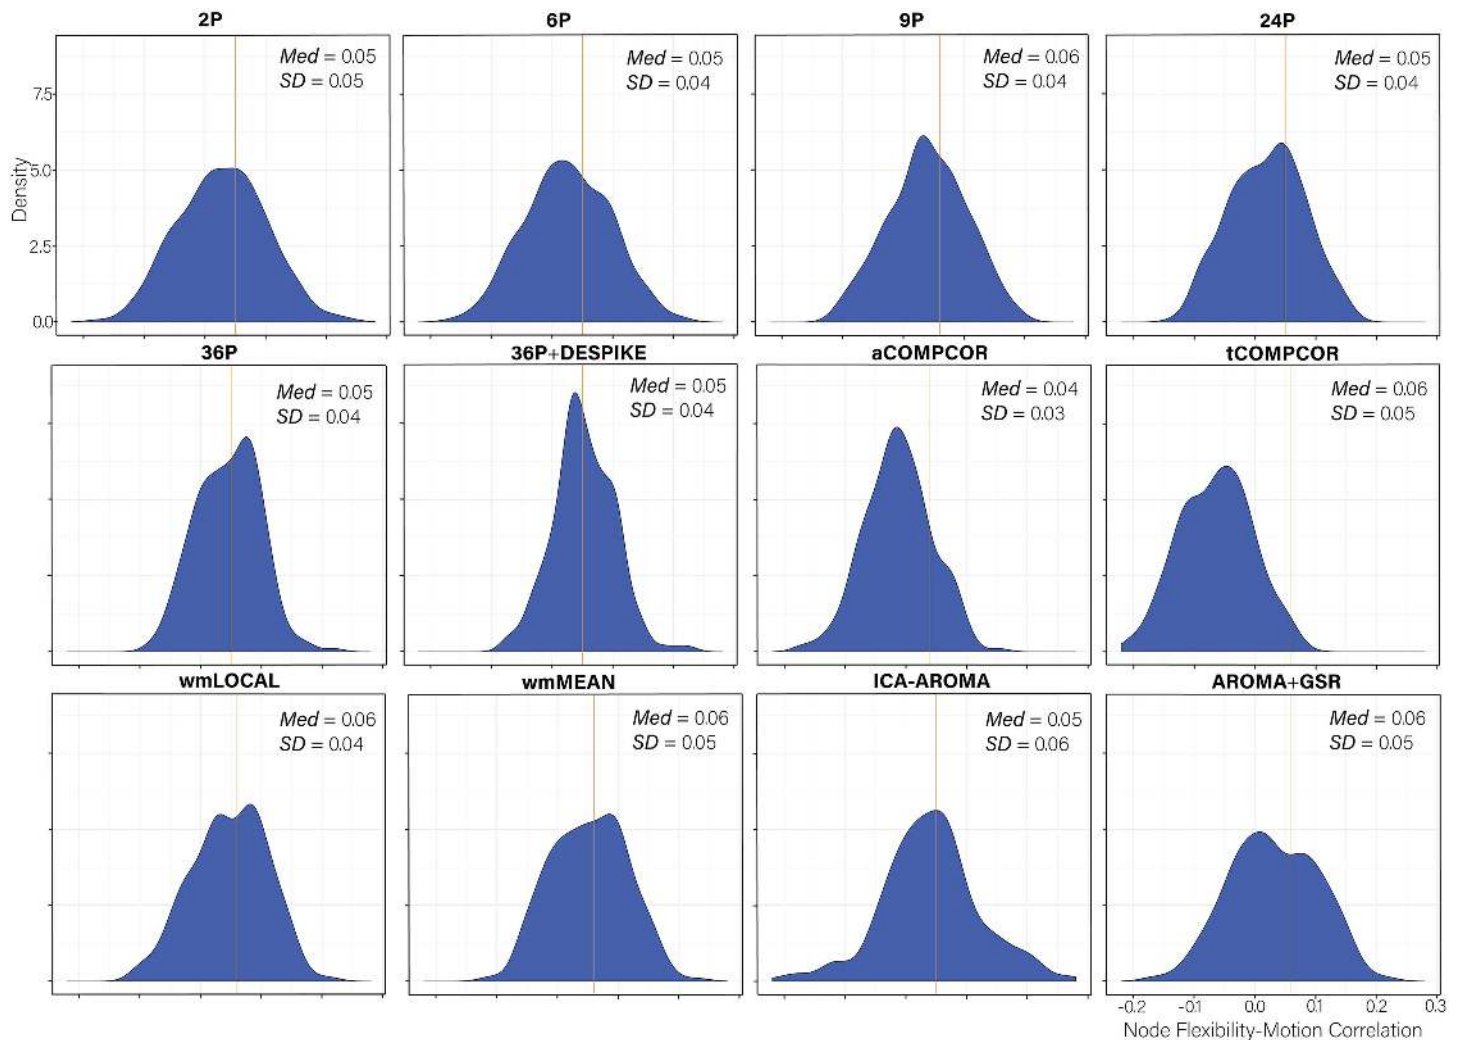 2P
6P
9P
24P
Med = 0.05
SD = 0.05
Med = 0.05
SD = 0.04
Med = 0.06
SD = 0.04
Med = 0.05
SD = 0.04
Density
7.5
5.0
2.5
0.0
36P
36P+DESPIKE
aCOMPCOR
tCOMPCOR
Med = 0.05
SD = 0.04
Med = 0.05
SD = 0.04
Med = 0.04
SD = 0.03
Med = 0.06
SD = 0.05
wmLOCAL
wmMEAN
ICA-AROMA
AROMA+GSR
Med = 0.06
SD = 0.04
Med = 0.06
SD = 0.05
Med = 0.05
SD = 0.06
Med = 0.06
SD = 0.05
-0.2 -0.1 0.0 0.1 0.2 0.3
Node Flexibility-Motion Correlation